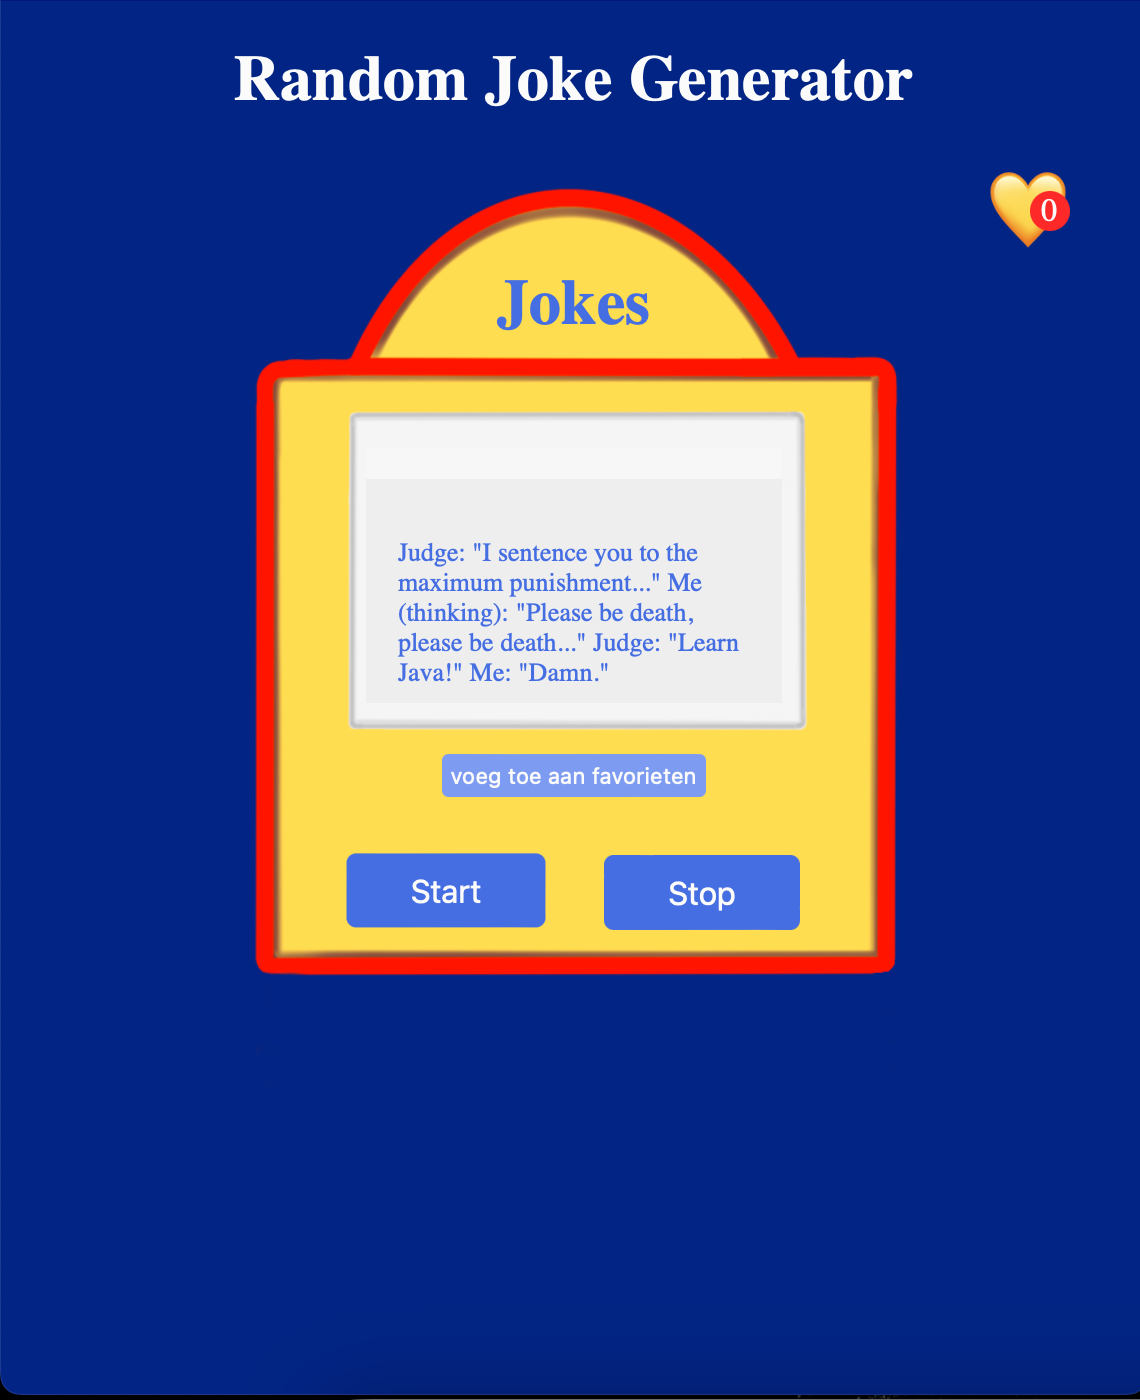 Random Joke Generator
0
Jokes
Judge: "I sentence you to the
maximum punishment..." Me
(thinking): "Please be death,
please be death..." Judge: "Learn
Java!" Me: "Damn."
voeg toe aan favorieten
Start
Stop